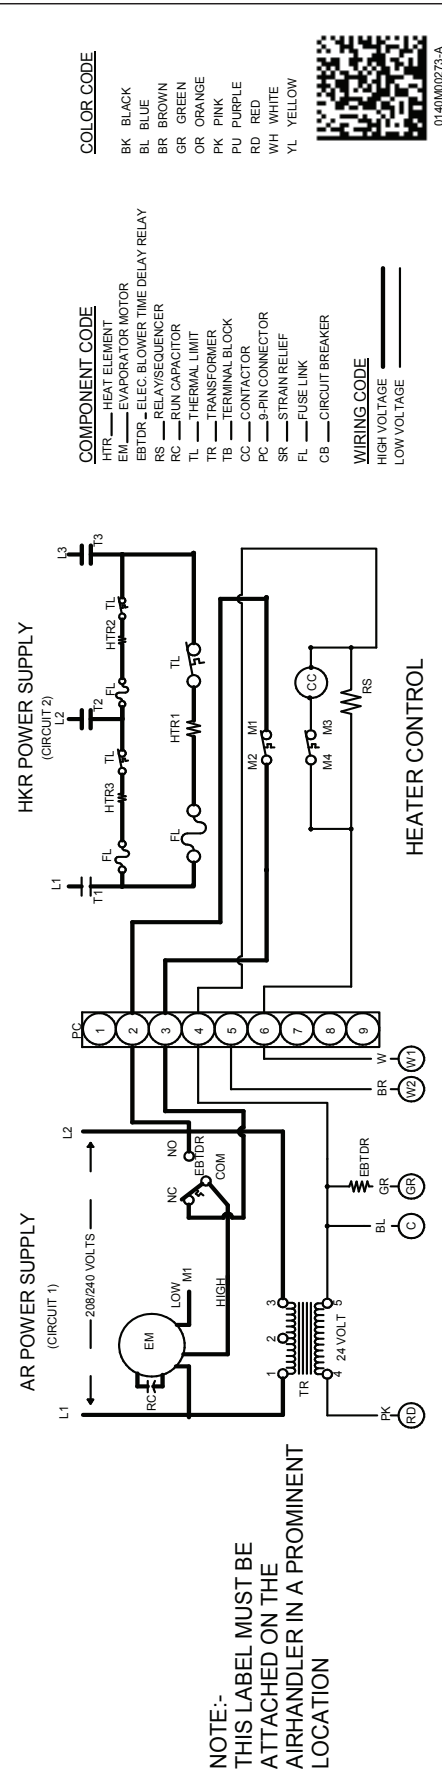 AR POWER SUPPLY
(CIRCUIT 1)
L1
208/240 VOLTS
L2
RC
EM
LOW
M1
HIGH
NC
NO
EBTDR
COM
1
2
3
TR
4
24 VOLT
5
PK
RD
BL
C
GR
GR
EBTDR
BR
W2
W
W1
PC
1
2
3
4
5
6
7
8
9
HKR POWER SUPPLY
(CIRCUIT 2)
L1
L2
L3
T1
T2
T3
FL
HTR3
TL
FL
HTR2
TL
FL
HTR1
TL
M2
M1
M4
M3
CC
RS
HEATER CONTROL
NOTE:-
THIS LABEL MUST BE
ATTACHED ON THE
AIRHANDLER IN A PROMINENT
LOCATION
COMPONENT CODE
HTR HEAT ELEMENT
EM EVAPORATOR MOTOR
EBTDR ELEC. BLOWER TIME DELAY RELAY
RS RELAY/SEQUENCER
RC RUN CAPACITOR
TL THERMAL LIMIT
TR TRANSFORMER
TB TERMINAL BLOCK
CC CONTACTOR
PC 9-PIN CONNECTOR
SR STRAIN RELIEF
FL FUSE LINK
CB CIRCUIT BREAKER
WIRING CODE
HIGH VOLTAGE
LOW VOLTAGE
COLOR CODE
BK BLACK
BL BLUE
BR BROWN
GR GREEN
OR ORANGE
PK PINK
PU PURPLE
RD RED
WH WHITE
YL YELLOW
0140M00273-A